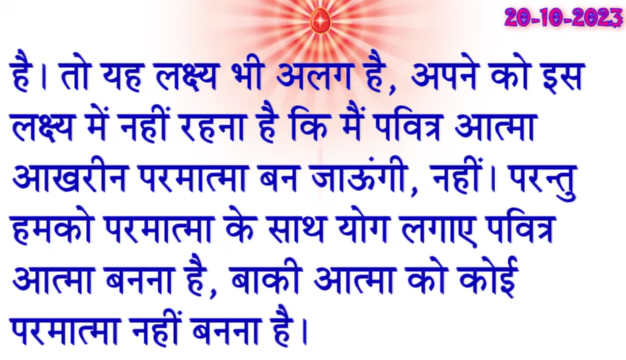 20-10-2023
है। तो यह लक्ष्य भी अलग है, अपने को इस
लक्ष्य में नहीं रहना है कि मैं पवित्र आत्मा
आखरीन परमात्मा बन जाऊंगी, नहीं। परन्तु
हमको परमात्मा के साथ योग लगाए पवित्र
आत्मा बनना है, बाकी आत्मा को कोई
परमात्मा नहीं बनना है।